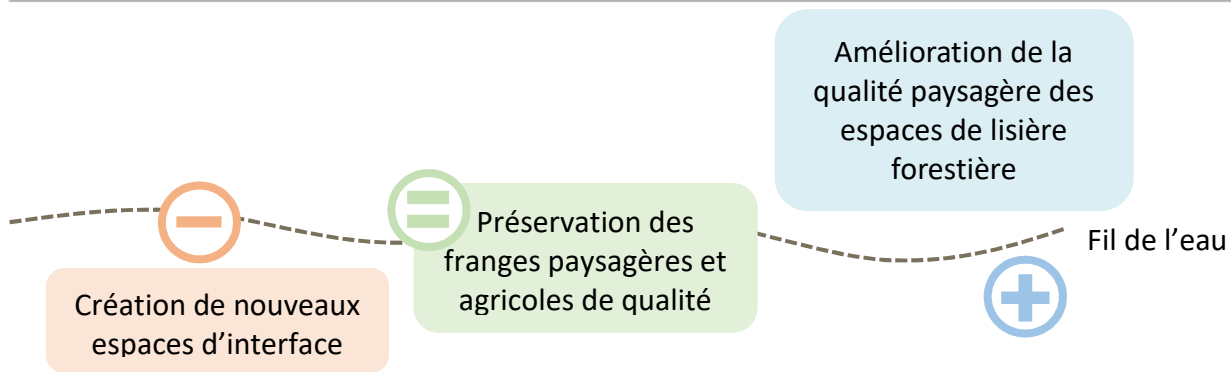 Création de nouveaux
espaces d’interface
Préservation des
franges paysagères et
agricoles de qualité
Amélioration de la
qualité paysagère des
espaces de lisière
forestière
Fil de l’eau